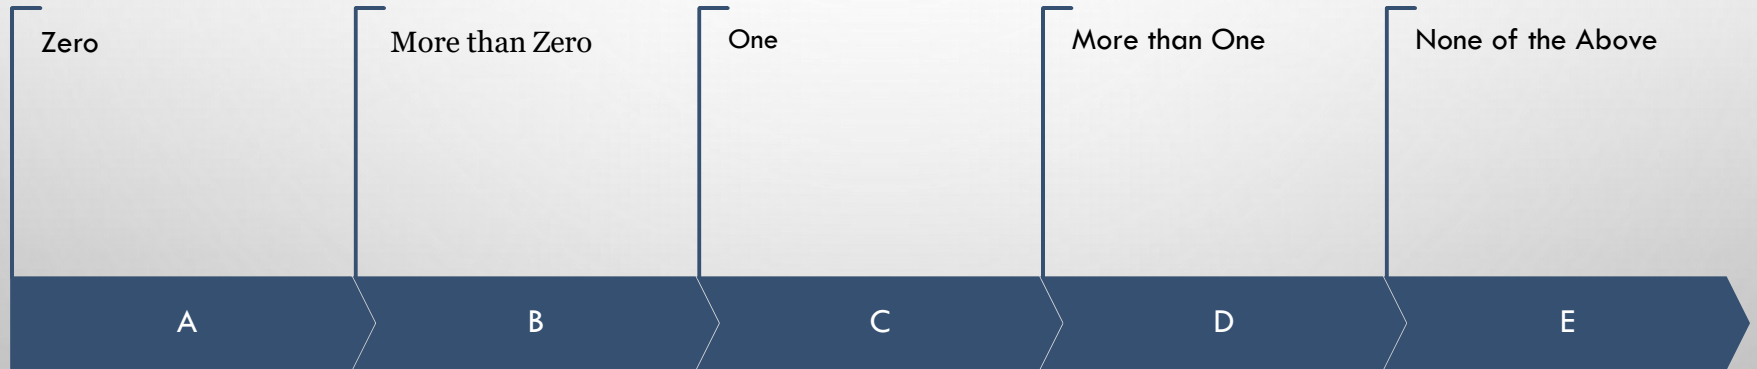 Zero
More than Zero
One
More than One
None of the Above
A
B
C
D
E